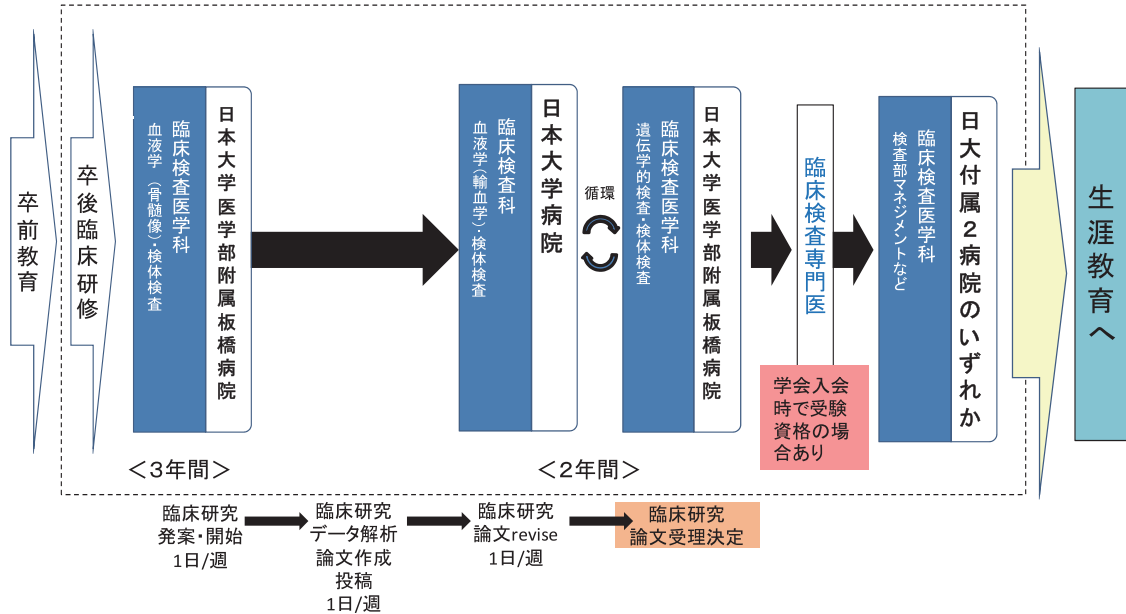 卒前教育
卒後臨床研修
日本大学医学部附属板橋病院
臨床検査医学科
血液学（骨髄像）・検体検査
＜３年間＞
日本大学病院
臨床検査科
血液学（輸血学）・検体検査
循環
日本大学医学部附属板橋病院
臨床検査医学科
遺伝学的検査・検体検査
＜２年間＞
臨床検査専門医
学会入会
時で受験
資格の場
合あり
日大付属２病院のいずれか
臨床検査医学科
検査部マネジメントなど
生涯教育へ
臨床研究
発案・開始
1日/週
臨床研究
データ解析
論文作成
投稿
1日/週
臨床研究
論文revise
1日/週
臨床研究
論文受理決定